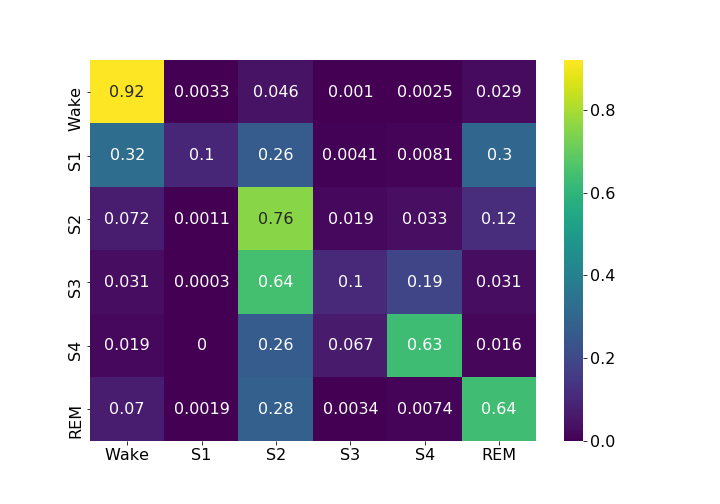 Wake 0.92 0.0033 0.046 0.001 0.0025 0.029
S1 0.32 0.1 0.26 0.0041 0.0081 0.3
S2 0.072 0.0011 0.76 0.019 0.033 0.12
S3 0.031 0.0003 0.64 0.1 0.19 0.031
S4 0.019 0 0.26 0.067 0.63 0.016
REM 0.07 0.0019 0.28 0.0034 0.0074 0.64
Wake S1 S2 S3 S4 REM
0.8
0.6
0.4
0.2
0.0